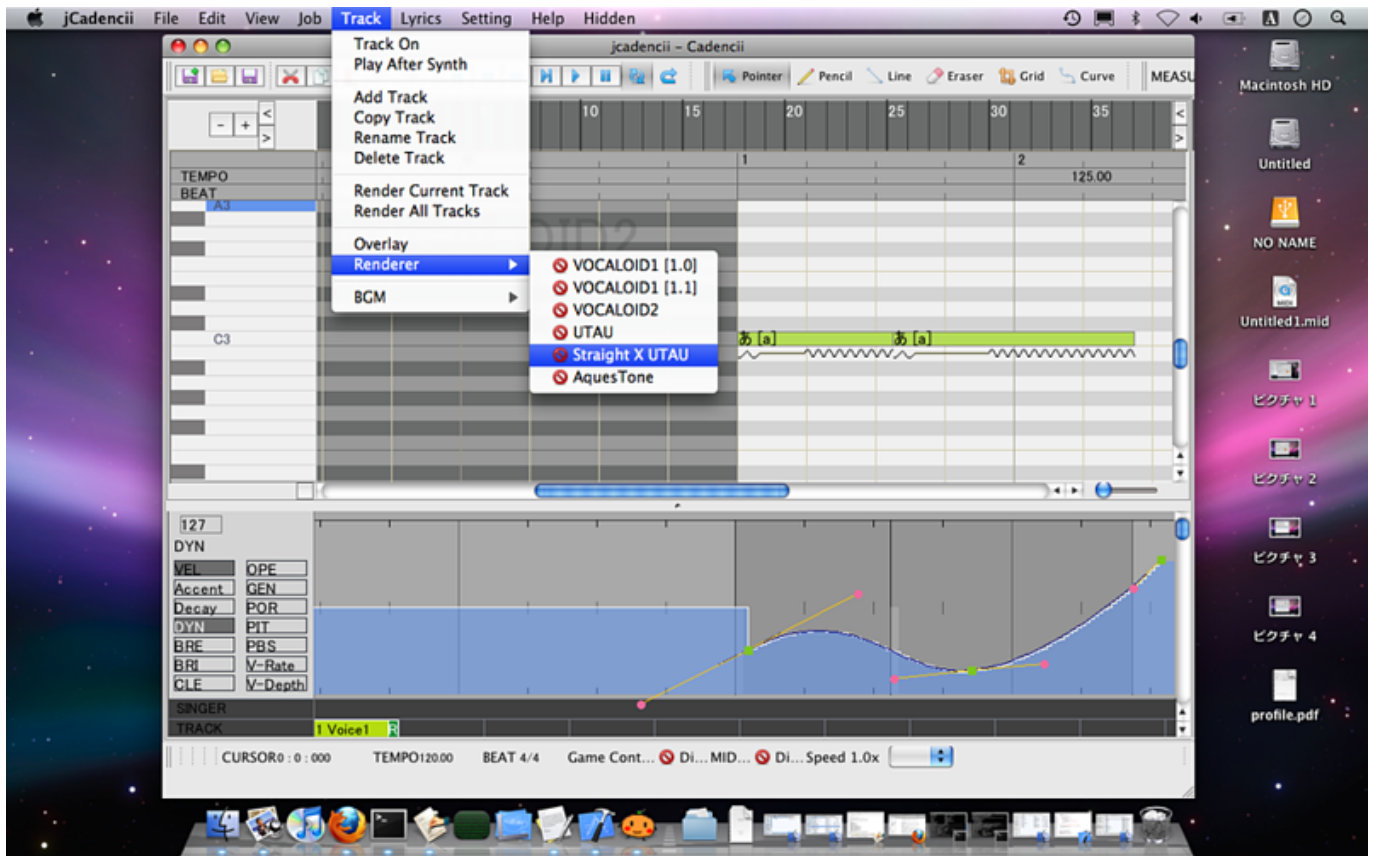 jCadencii File Edit View Job Track Lyrics Setting Help Hidden
jcadencii – Cadencii
Track On
Play After Synth
Add Track
Copy Track
Rename Track
Delete Track
Render Current Track
Render All Tracks
Overlay
Renderer
BGM
VOCALOID1 [1.0]
VOCALOID1 [1.1]
VOCALOID2
UTAU
Straight X UTAU
AquesTone
Pointer Pencil Line Eraser Grid Curve MEASU
- + < >
10 15 20 25 30 35 < >
1 2
TEMPO 125.00
BEAT
A3
OID2
C3
あ [a] あ [a]
127
DYN
VEL OPE
Accent GEN
Decay POR
DYN PIT
BRE PBS
BRI V-Rate
CLE V-Depth
SINGER
TRACK 1 Voice1 R
CURSOR0 : 0 : 000 TEMPO120.00 BEAT 4/4 Game Cont... Di...MID... Di...Speed 1.0x
Macintosh HD
Untitled
NO NAME
MIDI
Untitled1.mid
ピクチャ 1
ピクチャ 2
ピクチャ 3
ピクチャ 4
profile.pdf